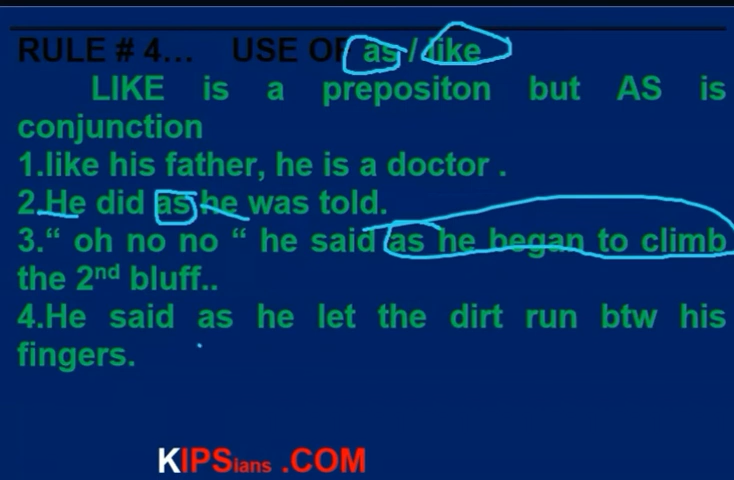 RULE # 4... USE OF as / like
LIKE is a prepositon but AS is
conjunction
1.like his father, he is a doctor .
2.He did as he was told.
3.“ oh no no “ he said as he began to climb
the 2nd bluff..
4.He said as he let the dirt run btw his
fingers.
KIPSians .COM